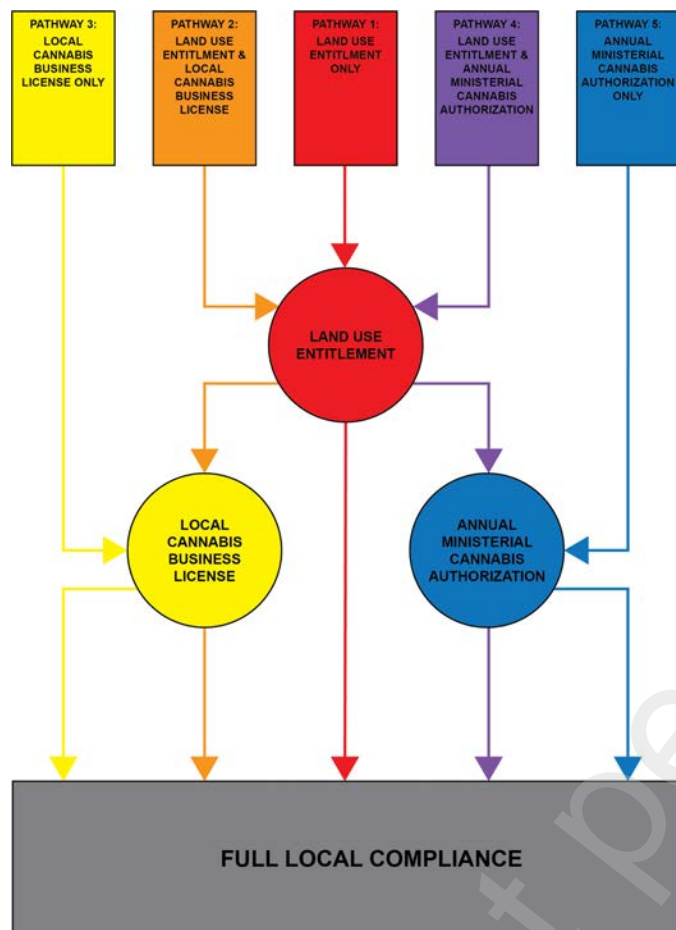 PATHWAY 3:
LOCAL
CANNABIS
BUSINESS
LICENSE ONLY
PATHWAY 2:
LAND USE
ENTITLMENT &
LOCAL
CANNABIS
BUSINESS
LICENSE
PATHWAY 1:
LAND USE
ENTITLMENT
ONLY
PATHWAY 4:
LAND USE
ENTITLMENT &
ANNUAL
MINISTERIAL
CANNABIS
AUTHORIZATION
PATHWAY 5:
ANNUAL
MINISTERIAL
CANNABIS
AUTHORIZATION
ONLY
LAND USE
ENTITLEMENT
LOCAL
CANNABIS
BUSINESS
LICENSE
ANNUAL
MINISTERIAL
CANNABIS
AUTHORIZATION
FULL LOCAL COMPLIANCE